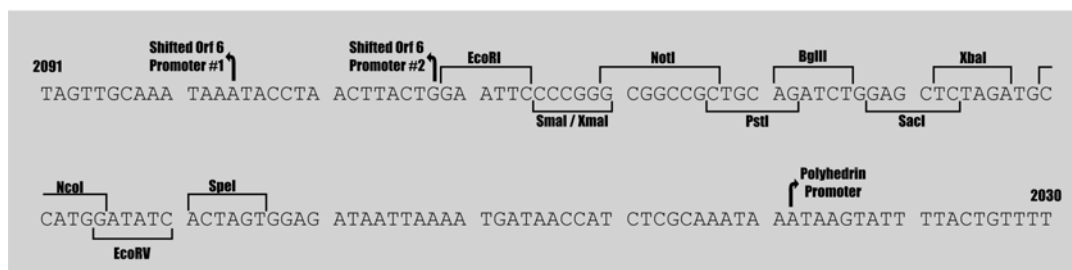 Shifted Orf 6 Shifted Orf 6
2091 Promoter #1 Promoter #2 EcoRI NotI BglII XbaI
TAGTTGCAAA TAAATACCTAA ACTTACTGGA ATTCCCCGGG CGGCCGCTGC AGATCTGGAG CTCTAGATGC
SmaI / XmaI PstI SacI
NcoI SpeI Polyhedrin Promoter 2030
CATGGATATC ACTAGTGGAG ATAATTAAAA TGATAACCAT CTCGCAAATA AATAAGTATT TTACTGTTTT
EcoRV